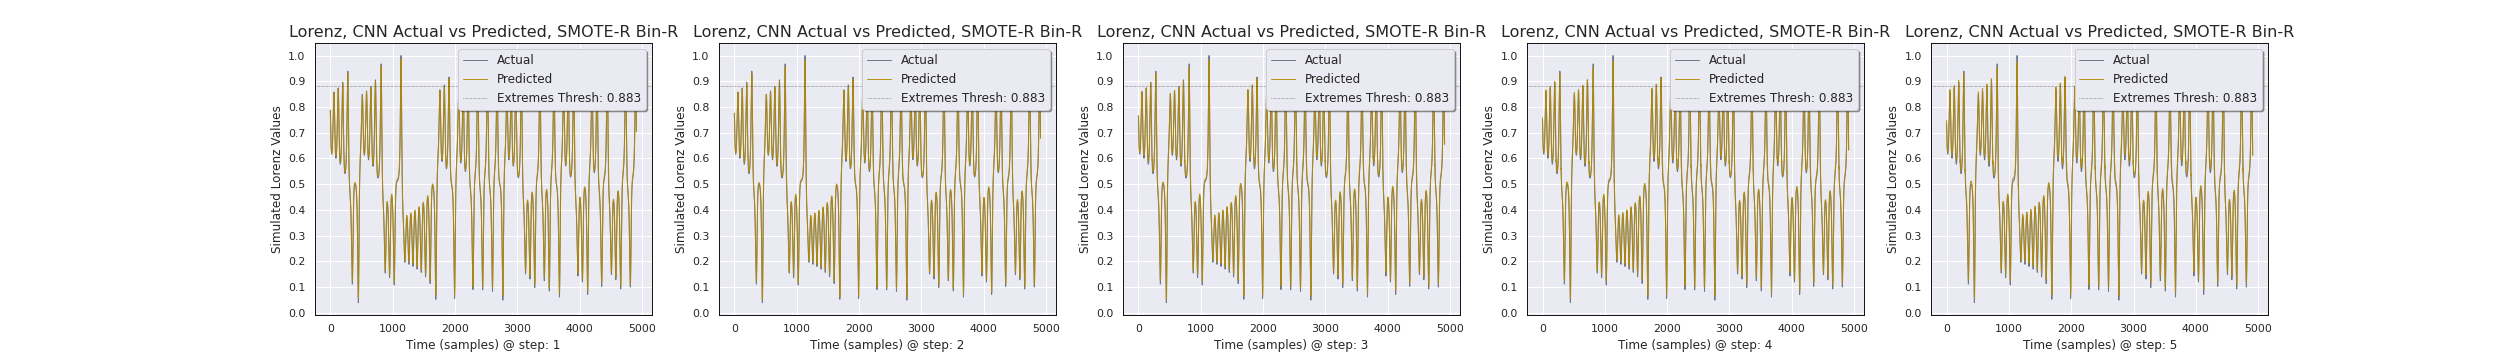 Lorenz, CNN Actual vs Predicted, SMOTE-R Bin-R
Actual
Predicted
Extremes Thresh: 0.883
Simulated Lorenz Values
1.0
0.9
0.8
0.7
0.6
0.5
0.4
0.3
0.2
0.1
0.0
0 1000 2000 3000 4000 5000
Time (samples) @ step: 1
Lorenz, CNN Actual vs Predicted, SMOTE-R Bin-R
Actual
Predicted
Extremes Thresh: 0.883
Simulated Lorenz Values
1.0
0.9
0.8
0.7
0.6
0.5
0.4
0.3
0.2
0.1
0.0
0 1000 2000 3000 4000 5000
Time (samples) @ step: 2
Lorenz, CNN Actual vs Predicted, SMOTE-R Bin-R
Actual
Predicted
Extremes Thresh: 0.883
Simulated Lorenz Values
1.0
0.9
0.8
0.7
0.6
0.5
0.4
0.3
0.2
0.1
0.0
0 1000 2000 3000 4000 5000
Time (samples) @ step: 3
Lorenz, CNN Actual vs Predicted, SMOTE-R Bin-R
Actual
Predicted
Extremes Thresh: 0.883
Simulated Lorenz Values
1.0
0.9
0.8
0.7
0.6
0.5
0.4
0.3
0.2
0.1
0.0
0 1000 2000 3000 4000 5000
Time (samples) @ step: 4
Lorenz, CNN Actual vs Predicted, SMOTE-R Bin-R
Actual
Predicted
Extremes Thresh: 0.883
Simulated Lorenz Values
1.0
0.9
0.8
0.7
0.6
0.5
0.4
0.3
0.2
0.1
0.0
0 1000 2000 3000 4000 5000
Time (samples) @ step: 5